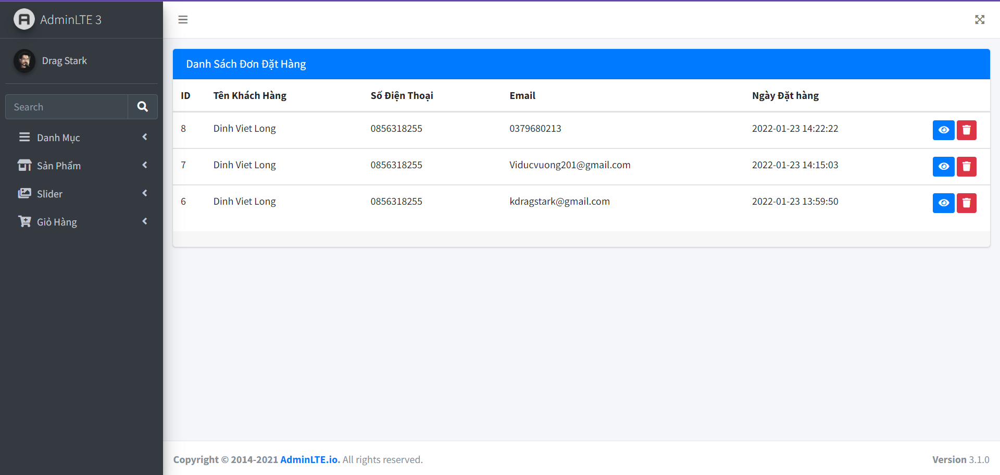 AdminLTE 3
Drag Stark
Search
Danh Mục
Sản Phẩm
Slider
Giỏ Hàng
Danh Sách Đơn Đặt Hàng
ID Tên Khách Hàng Số Điện Thoại Email Ngày Đặt hàng
8 Dinh Viet Long 0856318255 0379680213 2022-01-23 14:22:22
7 Dinh Viet Long 0856318255 Viducvuong201@gmail.com 2022-01-23 14:15:03
6 Dinh Viet Long 0856318255 kdragstark@gmail.com 2022-01-23 13:59:50
Copyright © 2014-2021 AdminLTE.io. All rights reserved.
Version 3.1.0